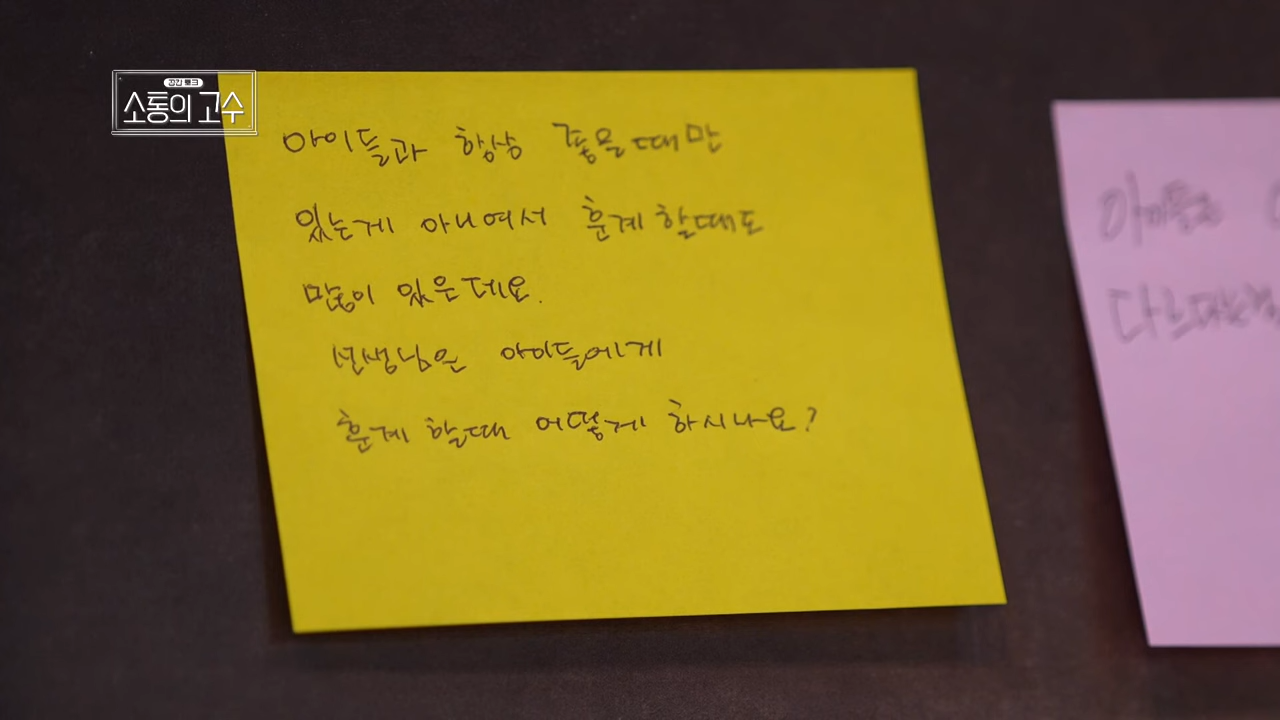 소통의 고수
아이들과 항상 좋을때만
있는게 아니여서 훈계할때도
많이 있은데요.
선생님은 아이들에게
훈계 할때 어떻게 하시나요?